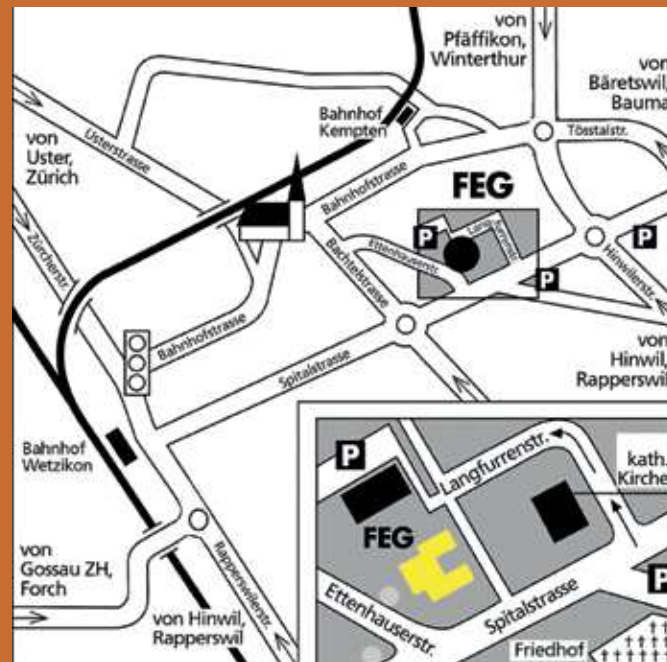 von
Pfäffikon,
Winterthur
von
Bäretswil,
Bauma
Bahnhof
Kempten
Tösstalstr.
von
Uster,
Zürich
Usterstrasse
Bahnhofstrasse
FEG
P
Langfurrenstr.
P
Ettenhauserstr.
Hinwilerstr.
Zürcherstr.
Bachtelstrasse
P
Bahnhofstrasse
Spitalstrasse
von
Hinwil,
Rapperswil
Bahnhof
Wetzikon
P
Langfurrenstr.
kath.
Kirche
FEG
von
Gossau ZH,
Forch
Rapperswilerstr.
Ettenhauserstr.
Spitalstrasse
P
von Hinwil,
Rapperswil
Friedhof